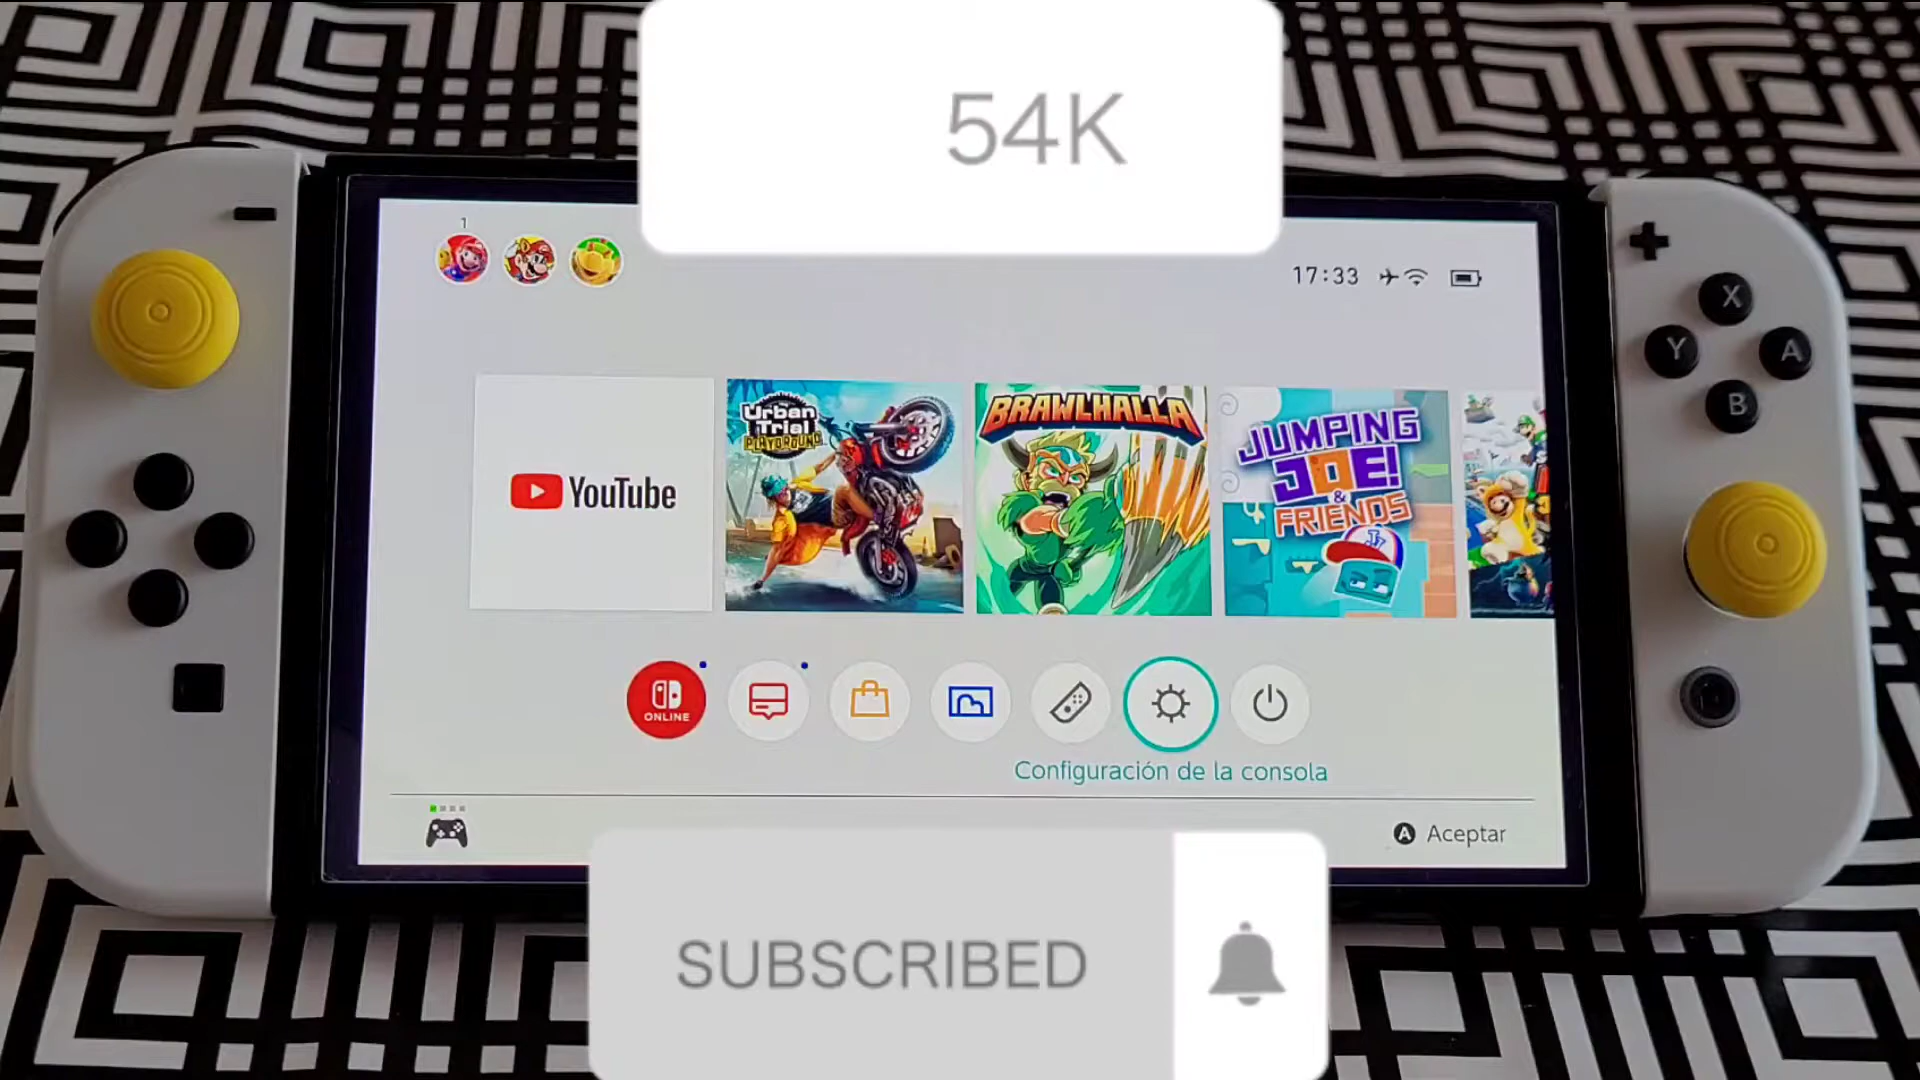 54K
1
17:33
Urban
Trial
PLAYGROUND
BRAWLHALLA
JUMPING
JOE!
&
FRIENDS
YouTube
ONLINE
Configuración de la consola
A Aceptar
X
Y
A
B
SUBSCRIBED